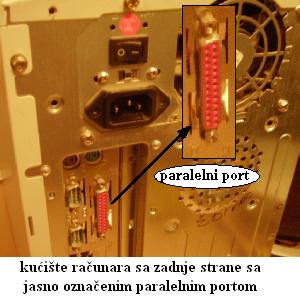 paralelni port
kućište računara sa zadnje strane sa
jasno označenim paralelnim portom